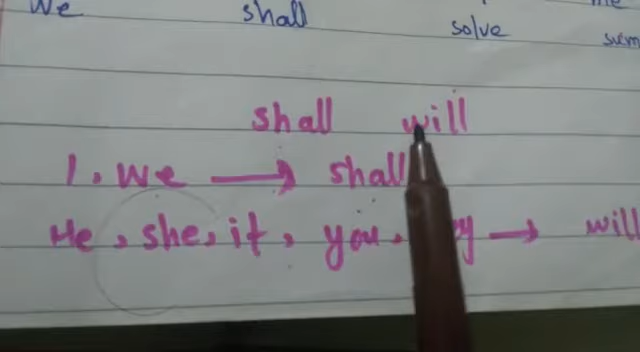 We shall solve
shall will
I, we → shall
He, she, it, you, → will